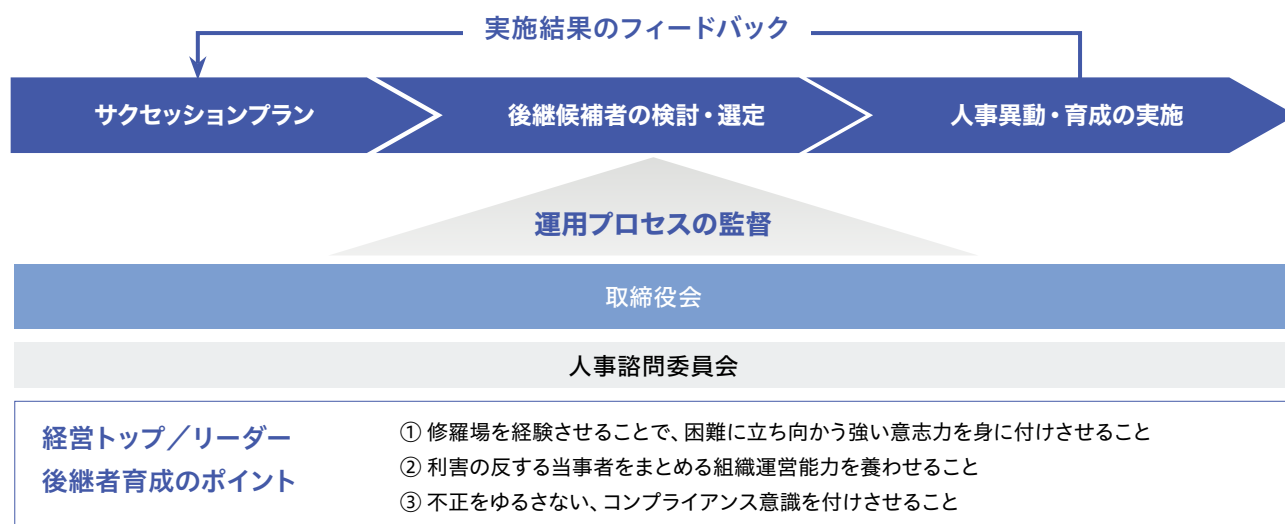 実施結果のフィードバック
サクセッションプラン
後継候補者の検討・選定
人事異動・育成の実施
運用プロセスの監督
取締役会
人事諮問委員会
経営トップ／リーダー
後継者育成のポイント
① 修羅場を経験させることで、困難に立ち向かう強い意志力を身に付けさせること
② 利害の反する当事者をまとめる組織運営能力を養わせること
③ 不正をゆるさない、コンプライアンス意識を付けさせること